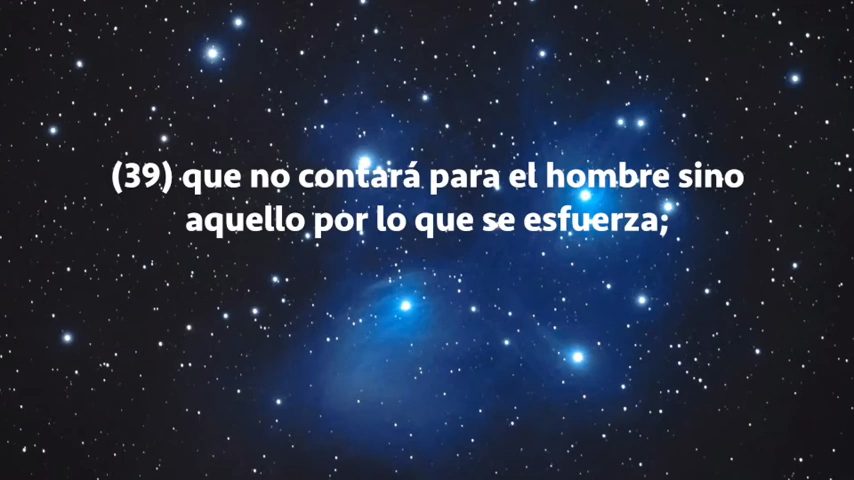 (39) que no contará para el hombre sino
aquello por lo que se esfuerza;